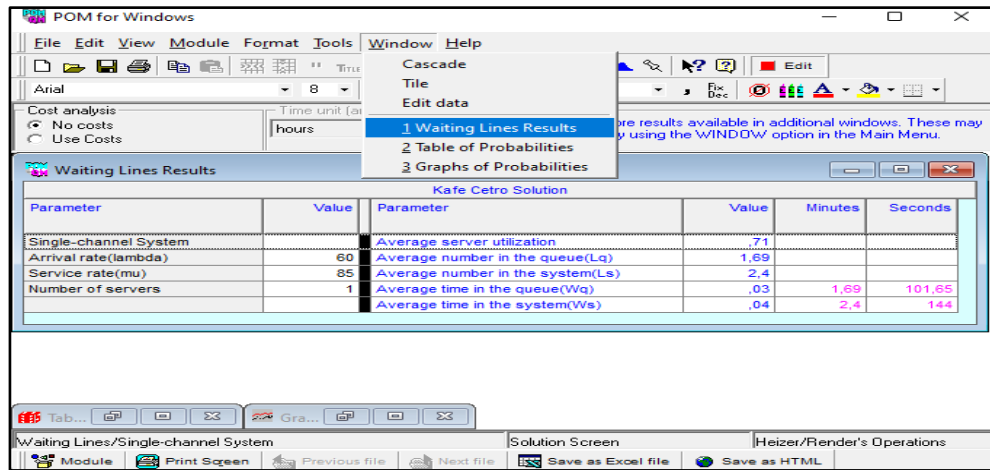 POM for Windows
File Edit View Module Format Tools Window Help
TITLE
Edit
Arial 8
Fix Dec
Cascade
Tile
Edit data
1 Waiting Lines Results
2 Table of Probabilities
3 Graphs of Probabilities
Cost analysis
No costs
Use Costs
Time unit (ar
hours
re results available in additional windows. These may
y using the WINDOW option in the Main Menu.
Waiting Lines Results
Kafe Cetro Solution
Parameter Value Parameter Value Minutes Seconds
Single-channel System Average server utilization ,71
Arrival rate(lambda) 60 Average number in the queue(Lq) 1,69
Service rate(mu) 85 Average number in the system(Ls) 2,4
Number of servers 1 Average time in the queue(Wq) ,03 1,69 101,65
Average time in the system(Ws) ,04 2,4 144
Tab... Gra...
Waiting Lines/Single-channel System Solution Screen Heizer/Render's Operations
Module Print Screen Previous file Next file Save as Excel file Save as HTML